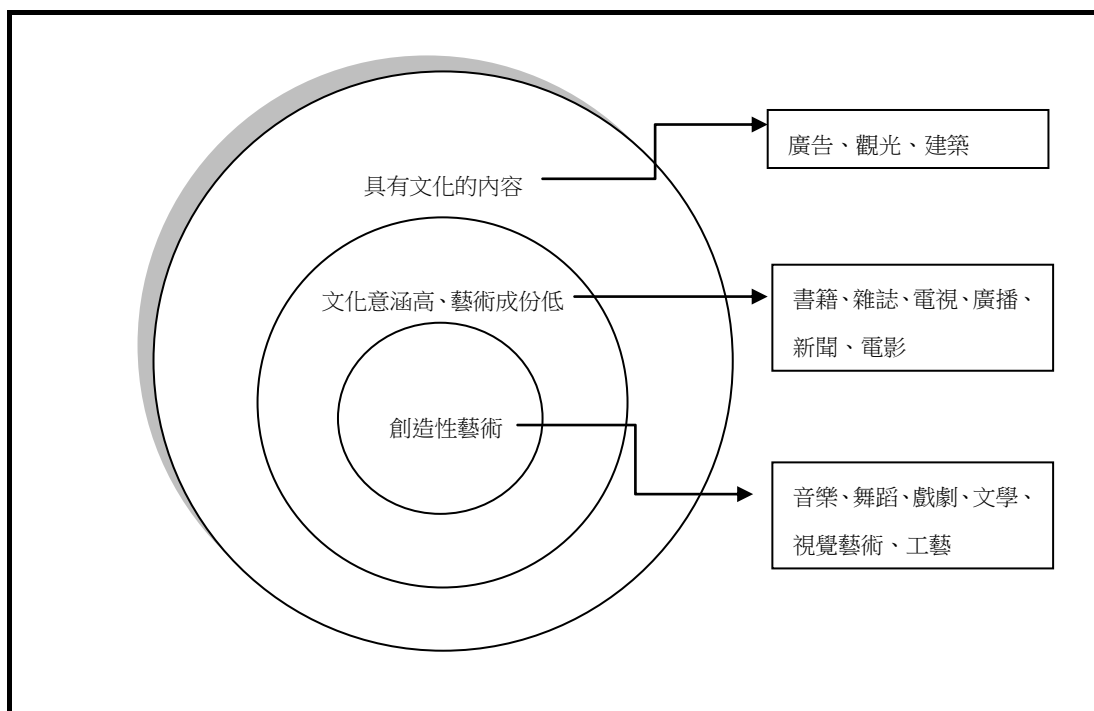 具有文化的內容
廣告、觀光、建築
文化意涵高、藝術成份低
書籍、雜誌、電視、廣播、
新聞、電影
創造性藝術
音樂、舞蹈、戲劇、文學、
視覺藝術、工藝